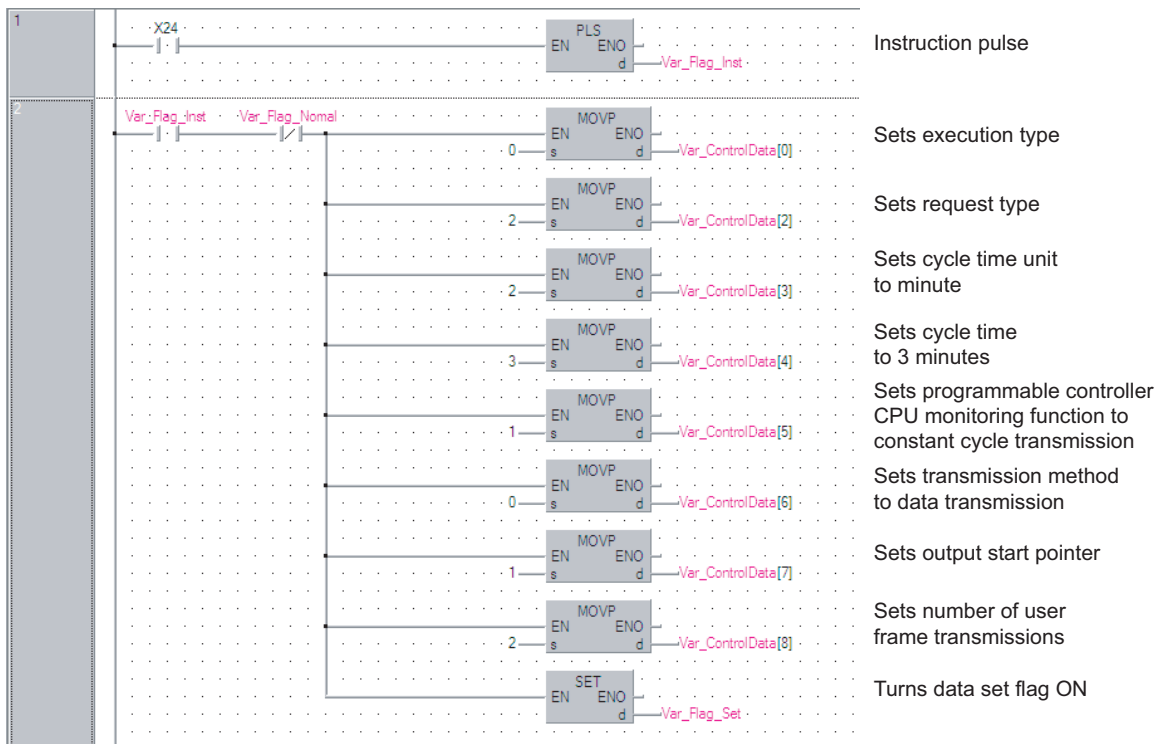 1
X24
PLS
EN ENO
d Var_Flag_Inst
Instruction pulse
2
Var_Flag_Inst Var_Flag_Nomal
MOVP
EN ENO
0 s d Var_ControlData[0]
Sets execution type
MOVP
EN ENO
2 s d Var_ControlData[2]
Sets request type
MOVP
EN ENO
2 s d Var_ControlData[3]
Sets cycle time unit
to minute
MOVP
EN ENO
3 s d Var_ControlData[4]
Sets cycle time
to 3 minutes
MOVP
EN ENO
1 s d Var_ControlData[5]
Sets programmable controller
CPU monitoring function to
constant cycle transmission
MOVP
EN ENO
0 s d Var_ControlData[6]
Sets transmission method
to data transmission
MOVP
EN ENO
1 s d Var_ControlData[7]
Sets output start pointer
MOVP
EN ENO
2 s d Var_ControlData[8]
Sets number of user
frame transmissions
SET
EN ENO
d Var_Flag_Set
Turns data set flag ON